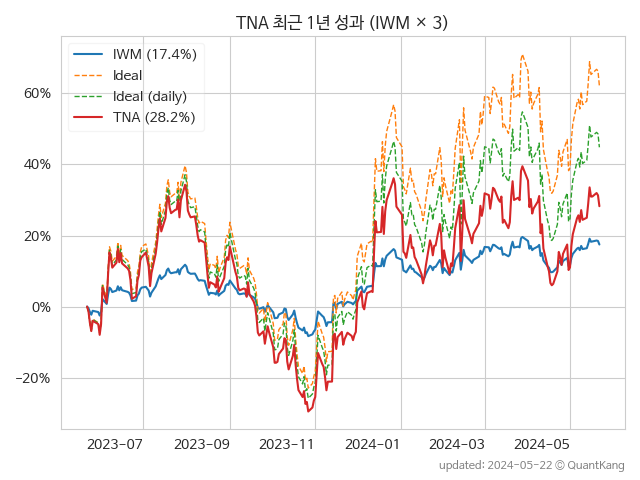 TNA 최근 1년 성과 (IWM × 3)
IWM (17.4%)
Ideal
Ideal (daily)
TNA (28.2%)
60%
40%
20%
0%
−20%
2023−07
2023−09
2023−11
2024−01
2024−03
2024−05
updated: 2024−05−22 © QuantKang